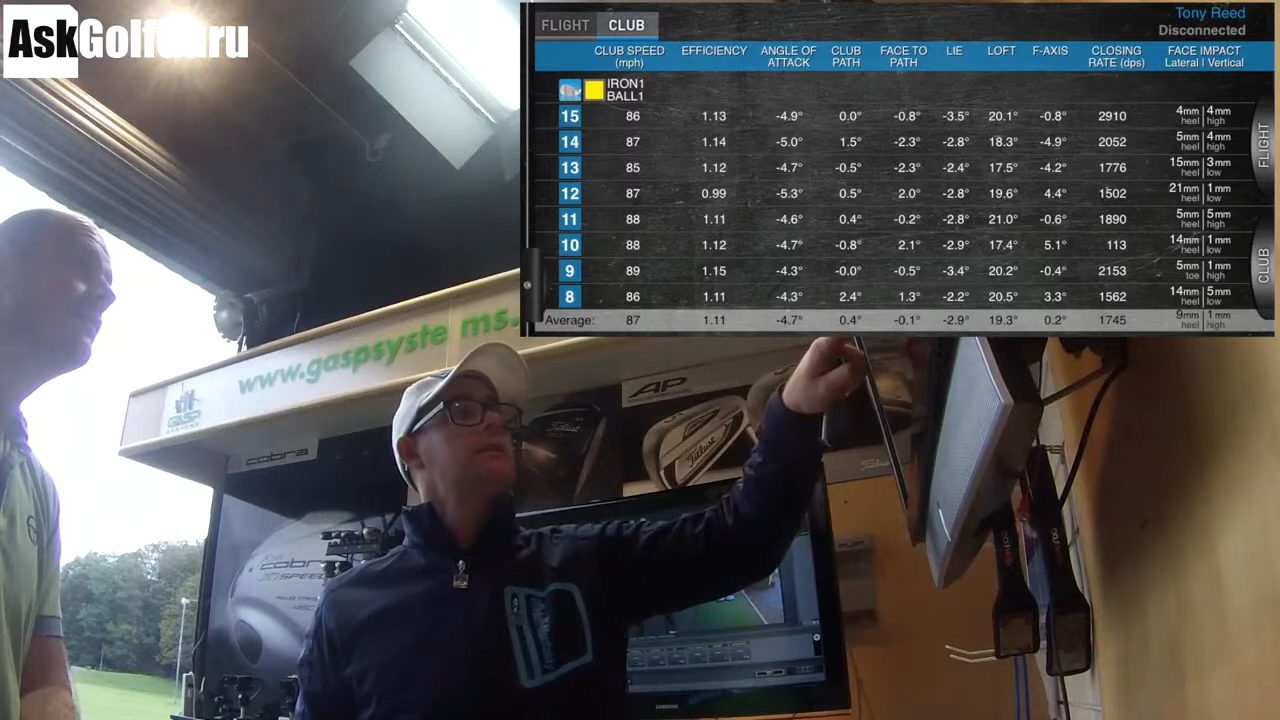 AskGolfGuru
Tony Reed
Disconnected
FLIGHT CLUB
CLUB SPEED (mph) EFFICIENCY ANGLE OF ATTACK CLUB PATH FACE TO PATH LIE LOFT F-AXIS CLOSING RATE (dps) FACE IMPACT Lateral | Vertical
IRON1
BALL1
15 86 1.13 -4.9° 0.0° -0.8° -3.5° 20.1° -0.8° 2910 4mm heel | 4mm high
14 87 1.14 -5.0° 1.5° -2.3° -2.8° 18.3° -4.9° 2052 5mm heel | 4mm high
13 85 1.12 -4.7° -0.5° -2.3° -2.4° 17.5° -4.2° 1776 15mm heel | 3mm low
12 87 0.99 -5.3° 0.5° 2.0° -2.8° 19.6° 4.4° 1502 21mm heel | 1mm low
11 88 1.11 -4.6° 0.4° -0.2° -2.8° 21.0° -0.6° 1890 5mm heel | 5mm high
10 88 1.12 -4.7° -0.8° 2.1° -2.9° 17.4° 5.1° 113 14mm heel | 1mm low
9 89 1.15 -4.3° -0.0° -0.5° -3.4° 20.2° -0.4° 2153 5mm toe | 1mm high
8 86 1.11 -4.3° 2.4° 1.3° -2.2° 20.5° 3.3° 1562 14mm heel | 5mm low
Average: 87 1.11 -4.7° 0.4° -0.1° -2.9° 19.3° 0.2° 1745 9mm heel | 1mm high
FLIGHT
CLUB
www.gaspsystems.
GASP
SYSTEMS
cobra
AP
Titleist
Titleist
Titleist
cobra
SPEED
SAMSUNG